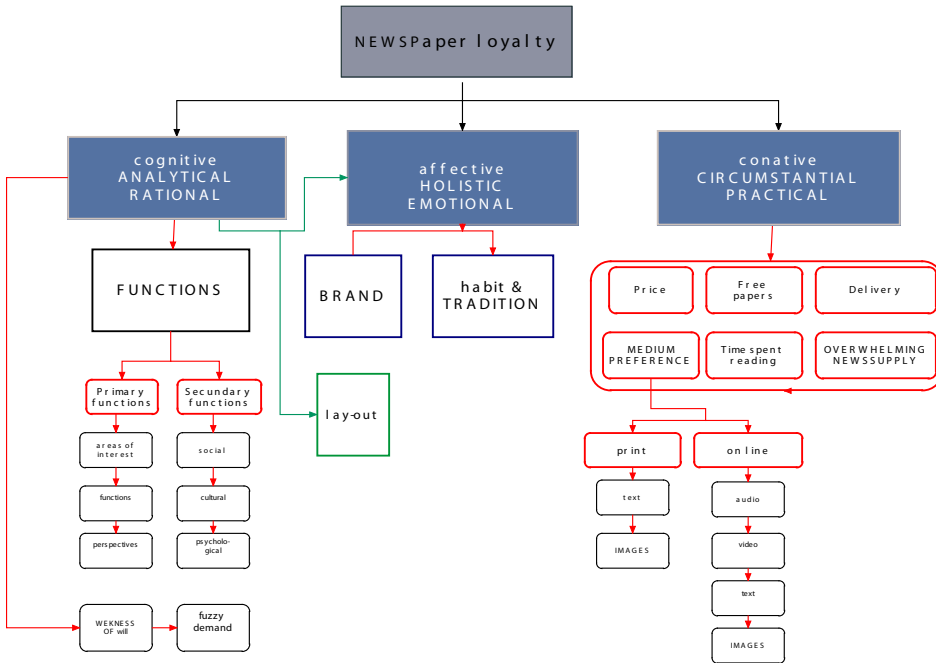 NEWSPaper loyalty
cognitive
ANALYTICAL
RATIONAL
affective
HOLISTIC
EMOTIONAL
conative
CIRCUMSTANTIAL
PRACTICAL
FUNCTIONS
BRAND
habit &
TRADITION
Price
Free
papers
Delivery
MEDIUM
PREFERENCE
Time spent
reading
OVERWHELMING
NEWSSUPPLY
Primary
functions
Secundary
functions
lay-out
areas of
interest
social
print
on line
functions
cultural
text
audio
perspectives
psycholo-
gical
IMAGES
video
text
WEKNESS
OF will
fuzzy
demand
IMAGES